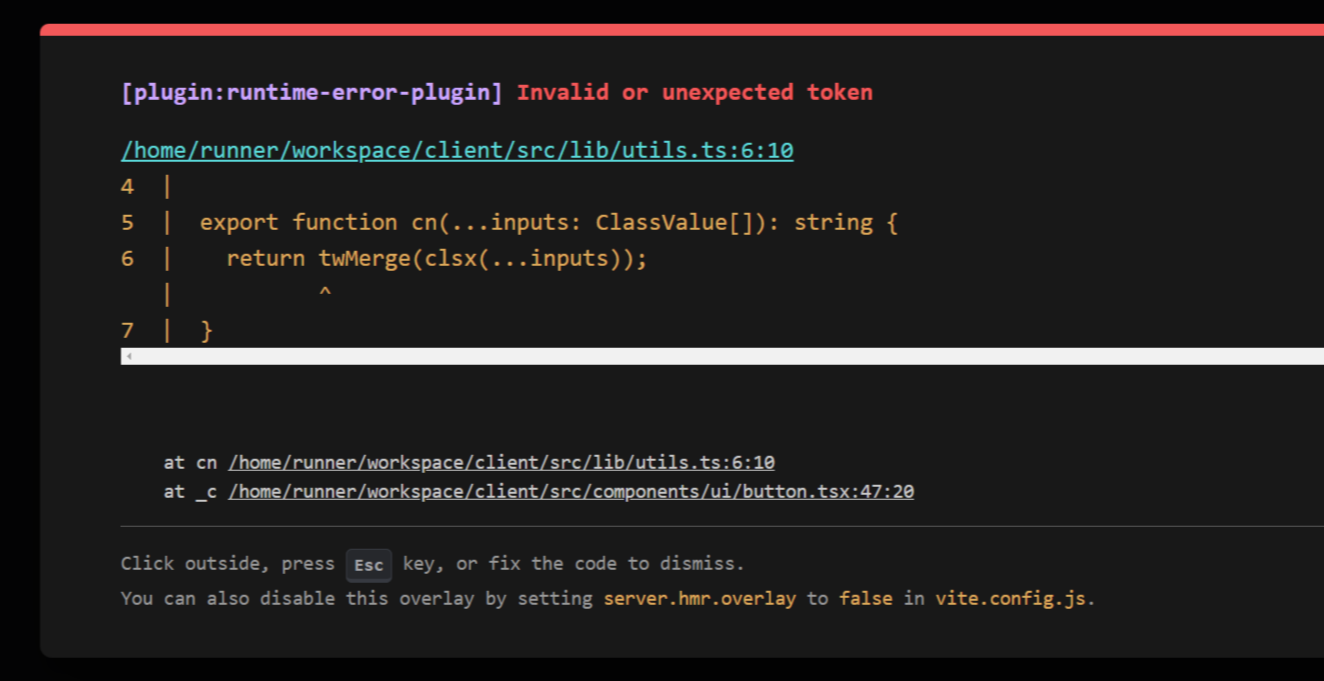 [plugin:runtime-error-plugin] Invalid or unexpected token
/home/runner/workspace/client/src/lib/utils.ts:6:10
4  |
5  |  export function cn(...inputs: ClassValue[]): string {
6  |    return twMerge(clsx(...inputs));
   |           ^
7  |  }
at cn /home/runner/workspace/client/src/lib/utils.ts:6:10
at _c /home/runner/workspace/client/src/components/ui/button.tsx:47:20
Click outside, press Esc key, or fix the code to dismiss.
You can also disable this overlay by setting server.hmr.overlay to false in vite.config.js.